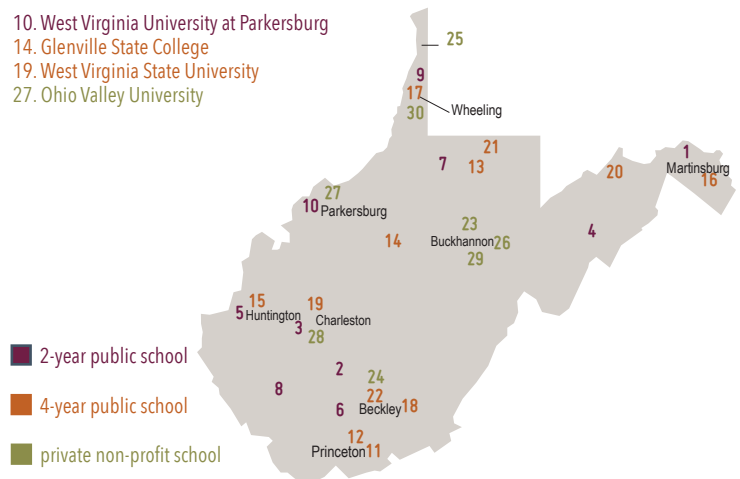 10. West Virginia University at Parkersburg
14. Glenville State College
19. West Virginia State University
27. Ohio Valley University
25
9
17
Wheeling
30
21
7
13
1
Martinsburg
20
16
27
10
Parkersburg
23
4
14
Buckhannon
26
29
15
19
5
Huntington
Charleston
3
28
2-year public school
2
24
8
22
4-year public school
6
Beckley
18
12
Princeton
11
private non-profit school